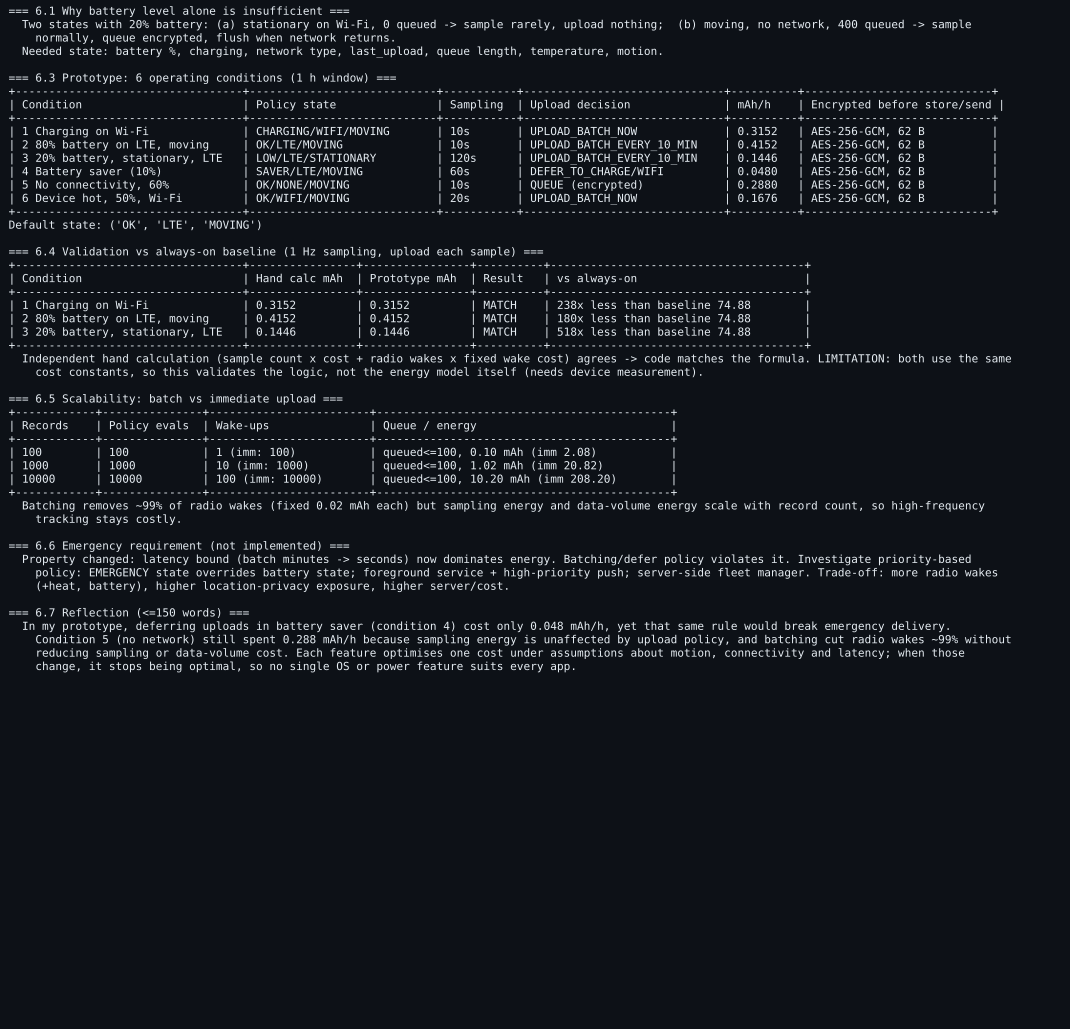 === 6.1 Why battery level alone is insufficient ===
  Two states with 20% battery: (a) stationary on Wi-Fi, 0 queued -> sample rarely, upload nothing;  (b) moving, no network, 400 queued -> sample
    normally, queue encrypted, flush when network returns.
  Needed state: battery %, charging, network type, last_upload, queue length, temperature, motion.

=== 6.3 Prototype: 6 operating conditions (1 h window) ===
+----------------------------------+----------------------------+-----------+------------------------------+----------+-----------------------------+
| Condition                        | Policy state               | Sampling  | Upload decision              | mAh/h    | Encrypted before store/send |
+----------------------------------+----------------------------+-----------+------------------------------+----------+-----------------------------+
| 1 Charging on Wi-Fi              | CHARGING/WIFI/MOVING       | 10s       | UPLOAD_BATCH_NOW             | 0.3152   | AES-256-GCM, 62 B          |
| 2 80% battery on LTE, moving     | OK/LTE/MOVING              | 10s       | UPLOAD_BATCH_EVERY_10_MIN    | 0.4152   | AES-256-GCM, 62 B          |
| 3 20% battery, stationary, LTE   | LOW/LTE/STATIONARY         | 120s      | UPLOAD_BATCH_EVERY_10_MIN    | 0.1446   | AES-256-GCM, 62 B          |
| 4 Battery saver (10%)            | SAVER/LTE/MOVING           | 60s       | DEFER_TO_CHARGE/WIFI         | 0.0480   | AES-256-GCM, 62 B          |
| 5 No connectivity, 60%           | OK/NONE/MOVING             | 10s       | QUEUE (encrypted)            | 0.2880   | AES-256-GCM, 62 B          |
| 6 Device hot, 50%, Wi-Fi         | OK/WIFI/MOVING             | 20s       | UPLOAD_BATCH_NOW             | 0.1676   | AES-256-GCM, 62 B          |
+----------------------------------+----------------------------+-----------+------------------------------+----------+-----------------------------+
Default state: ('OK', 'LTE', 'MOVING')

=== 6.4 Validation vs always-on baseline (1 Hz sampling, upload each sample) ===
+----------------------------------+----------------+----------------+----------+--------------------------------------+
| Condition                        | Hand calc mAh  | Prototype mAh  | Result   | vs always-on                         |
+----------------------------------+----------------+----------------+----------+--------------------------------------+
| 1 Charging on Wi-Fi              | 0.3152         | 0.3152         | MATCH    | 238x less than baseline 74.88        |
| 2 80% battery on LTE, moving     | 0.4152         | 0.4152         | MATCH    | 180x less than baseline 74.88        |
| 3 20% battery, stationary, LTE   | 0.1446         | 0.1446         | MATCH    | 518x less than baseline 74.88        |
+----------------------------------+----------------+----------------+----------+--------------------------------------+
  Independent hand calculation (sample count x cost + radio wakes x fixed wake cost) agrees -> code matches the formula. LIMITATION: both use the same
    cost constants, so this validates the logic, not the energy model itself (needs device measurement).

=== 6.5 Scalability: batch vs immediate upload ===
+------------+---------------+------------------------+--------------------------------------------+
| Records    | Policy evals  | Wake-ups               | Queue / energy                             |
+------------+---------------+------------------------+--------------------------------------------+
| 100        | 100           | 1 (imm: 100)           | queued<=100, 0.10 mAh (imm 2.08)           |
| 1000       | 1000          | 10 (imm: 1000)         | queued<=100, 1.02 mAh (imm 20.82)          |
| 10000      | 10000         | 100 (imm: 10000)       | queued<=100, 10.20 mAh (imm 208.20)        |
+------------+---------------+------------------------+--------------------------------------------+
  Batching removes ~99% of radio wakes (fixed 0.02 mAh each) but sampling energy and data-volume energy scale with record count, so high-frequency
    tracking stays costly.

=== 6.6 Emergency requirement (not implemented) ===
  Property changed: latency bound (batch minutes -> seconds) now dominates energy. Batching/defer policy violates it. Investigate priority-based
    policy: EMERGENCY state overrides battery state; foreground service + high-priority push; server-side fleet manager. Trade-off: more radio wakes
    (+heat, battery), higher location-privacy exposure, higher server/cost.

=== 6.7 Reflection (<=150 words) ===
  In my prototype, deferring uploads in battery saver (condition 4) cost only 0.048 mAh/h, yet that same rule would break emergency delivery.
    Condition 5 (no network) still spent 0.288 mAh/h because sampling energy is unaffected by upload policy, and batching cut radio wakes ~99% without
    reducing sampling or data-volume cost. Each feature optimises one cost under assumptions about motion, connectivity and latency; when those
    change, it stops being optimal, so no single OS or power feature suits every app.